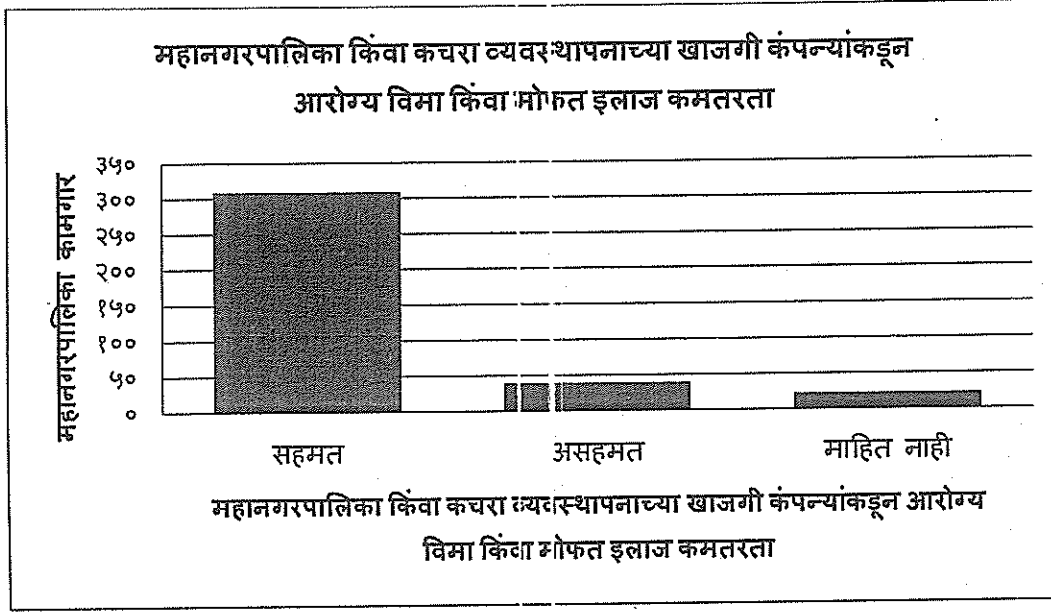 महानगरपालिका किंवा कचरा व्यवस्थापनाच्या खाजगी कंपन्यांकडून
आरोग्य विमा किंवा मोफत इलाज कमतरता
महानगरपालिका कामगार
३५०
३००
२५०
२००
१५०
१००
५०
०
सहमत
असहमत
माहित नाही
महानगरपालिका किंवा कचरा व्यवस्थापनाच्या खाजगी कंपन्यांकडून आरोग्य
विमा किंवा मोफत इलाज कमतरता